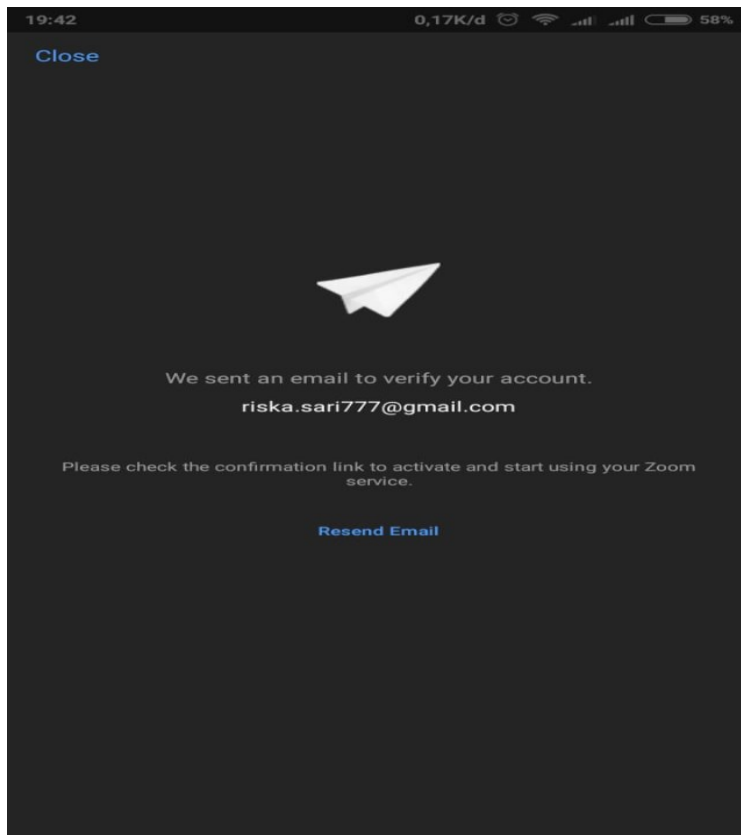 19:42 0,17K/d 58%
Close
We sent an email to verify your account.
riska.sari777@gmail.com
Please check the confirmation link to activate and start using your Zoom
service.
Resend Email